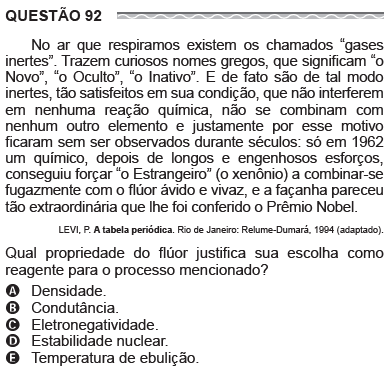 QUESTÃO 92
No ar que respiramos existem os chamados “gases
inertes”. Trazem curiosos nomes gregos, que significam “o
Novo”, “o Oculto”, “o Inativo”. E de fato são de tal modo
inertes, tão satisfeitos em sua condição, que não interferem
em nenhuma reação química, não se combinam com
nenhum outro elemento e justamente por esse motivo
ficaram sem ser observados durante séculos: só em 1962
um químico, depois de longos e engenhosos esforços,
conseguiu forçar “o Estrangeiro” (o xenônio) a combinar-se
fugazmente com o flúor ávido e vivaz, e a façanha pareceu
tão extraordinária que lhe foi conferido o Prêmio Nobel.
LEVI, P. A tabela periódica. Rio de Janeiro: Relume-Dumará, 1994 (adaptado).
Qual propriedade do flúor justifica sua escolha como
reagente para o processo mencionado?
A Densidade.
B Condutância.
C Eletronegatividade.
D Estabilidade nuclear.
E Temperatura de ebulição.